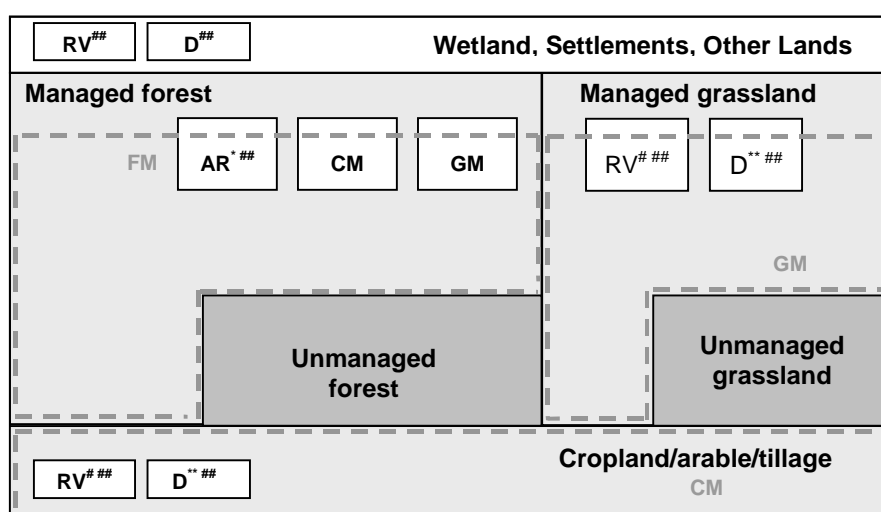 RV## D## Wetland, Settlements, Other Lands
Managed forest Managed grassland
FM AR* ## CM GM RV# ## D** ##
GM
Unmanaged forest
Unmanaged grassland
Cropland/arable/tillage
RV# ## D** ## CM